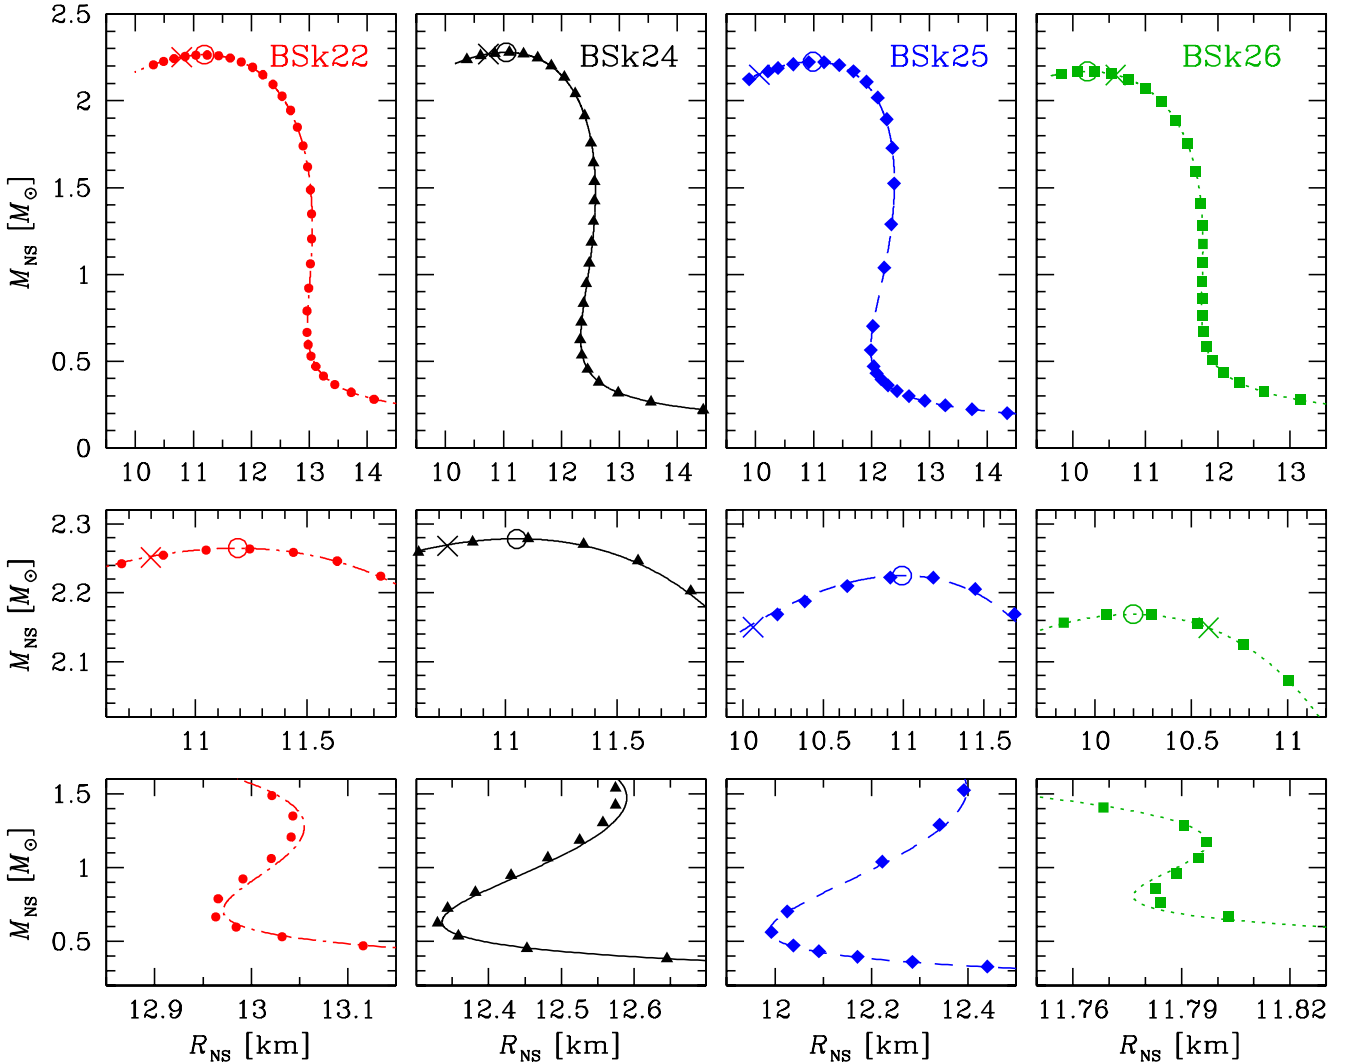 BSk22 BSk24 BSk25 BSk26
2.5
2
1.5
1
0.5
0
M_NS [M_⊙]
10 11 12 13 14 10 11 12 13 14 10 11 12 13 14 10 11 12 13
2.3
2.2
2.1
M_NS [M_⊙]
11 11.5 11 11.5 10 10.5 11 11.5 10 10.5 11
1.5
1
0.5
M_NS [M_⊙]
12.9 13 13.1 12.4 12.5 12.6 12 12.2 12.4 11.76 11.79 11.82
R_NS [km] R_NS [km] R_NS [km] R_NS [km]